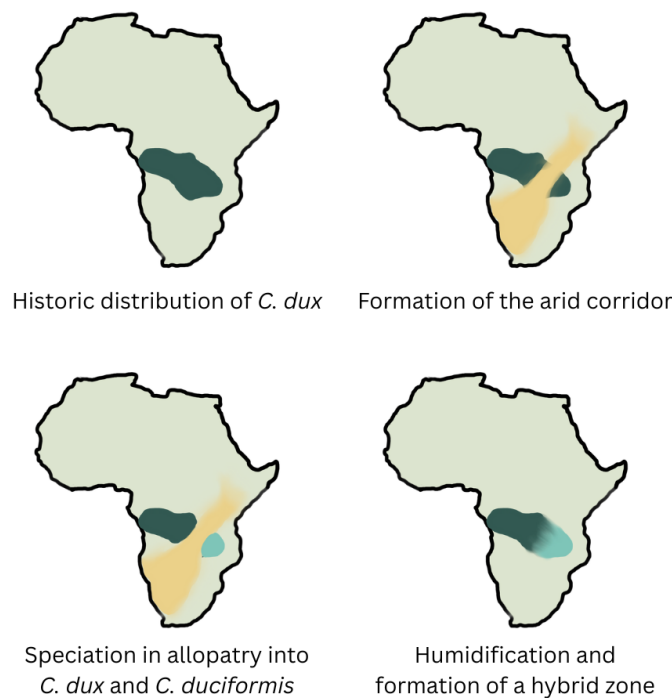 Historic distribution of C. dux
Formation of the arid corridor
Speciation in allopatry into
C. dux and C. duciformis
Humidification and
formation of a hybrid zone